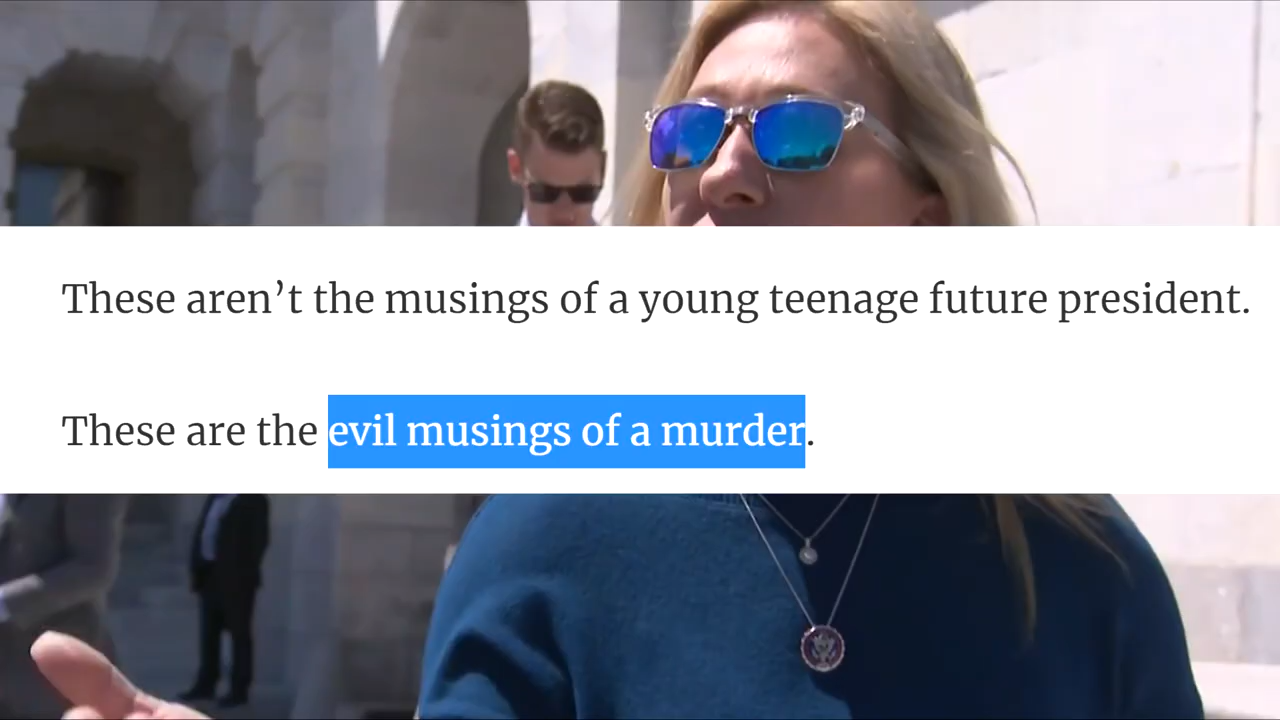 These aren’t the musings of a young teenage future president.
These are the evil musings of a murder.